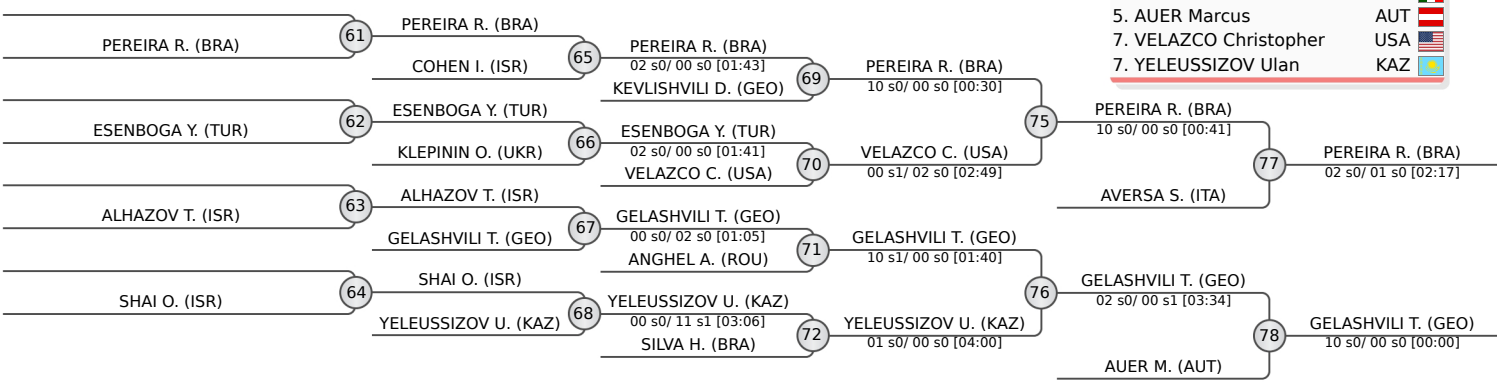 5. AUER Marcus AUT
7. VELAZCO Christopher USA
7. YELEUSSIZOV Ulan KAZ
PEREIRA R. (BRA)
61
PEREIRA R. (BRA)
COHEN I. (ISR)
65
PEREIRA R. (BRA)
02 s0/ 00 s0 [01:43]
KEVLISHVILI D. (GEO)
69
PEREIRA R. (BRA)
10 s0/ 00 s0 [00:30]
ESENBOGA Y. (TUR)
62
ESENBOGA Y. (TUR)
KLEPININ O. (UKR)
66
ESENBOGA Y. (TUR)
02 s0/ 00 s0 [01:41]
VELAZCO C. (USA)
70
VELAZCO C. (USA)
00 s1/ 02 s0 [02:49]
75
PEREIRA R. (BRA)
10 s0/ 00 s0 [00:41]
AVERSA S. (ITA)
77
PEREIRA R. (BRA)
02 s0/ 01 s0 [02:17]
ALHAZOV T. (ISR)
63
ALHAZOV T. (ISR)
GELASHVILI T. (GEO)
67
GELASHVILI T. (GEO)
00 s0/ 02 s0 [01:05]
ANGHEL A. (ROU)
71
GELASHVILI T. (GEO)
10 s1/ 00 s0 [01:40]
SHAI O. (ISR)
64
SHAI O. (ISR)
YELEUSSIZOV U. (KAZ)
68
YELEUSSIZOV U. (KAZ)
00 s0/ 11 s1 [03:06]
SILVA H. (BRA)
72
YELEUSSIZOV U. (KAZ)
01 s0/ 00 s0 [04:00]
76
GELASHVILI T. (GEO)
02 s0/ 00 s1 [03:34]
AUER M. (AUT)
78
GELASHVILI T. (GEO)
10 s0/ 00 s0 [00:00]